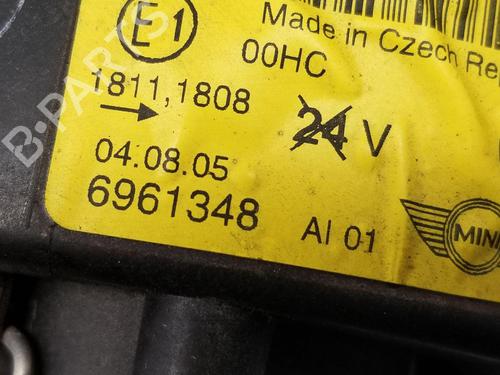 E1
Made in Czech Re
00HC
1811,1808
24 V
04.08.05
6961348
AI 01
MINI
B-PARTS